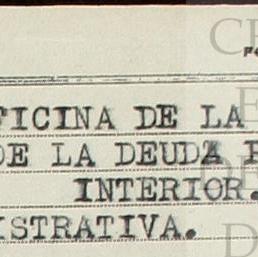 FICINA DE LA
DE LA DEUDA
INTERIOR.
ISTRATIVA.